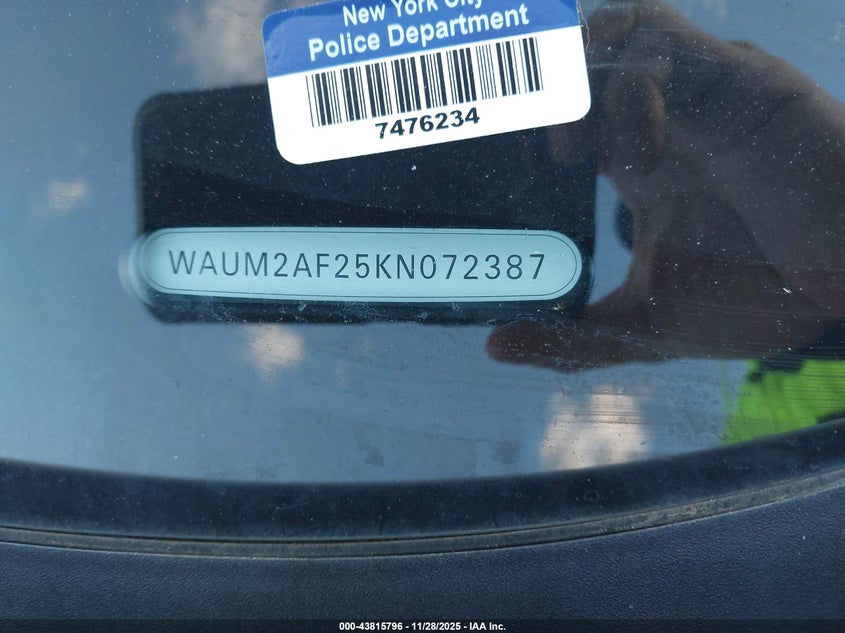 New York City
Police Department
7476234
WAUM2AF25KN072387
000-43815796 - 11/28/2025 - IAA Inc.